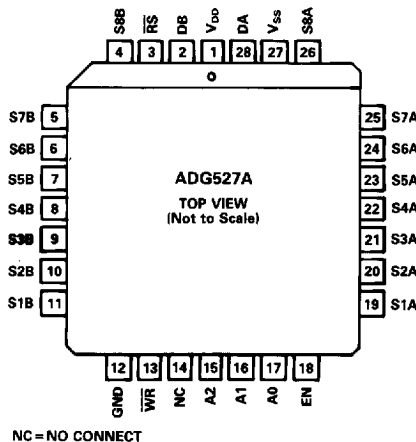 S8B R̅S̅ DB VDD DA VSS S8A
4 3 2 1 28 27 26
S7B 5 25 S7A
S6B 6 24 S6A
ADG527A
S5B 7 23 S5A
TOP VIEW
(Not to Scale)
S4B 8 22 S4A
S3B 9 21 S3A
S2B 10 20 S2A
S1B 11 19 S1A
12 13 14 15 16 17 18
GND W̅R̅ NC A2 A1 A0 EN
NC = NO CONNECT